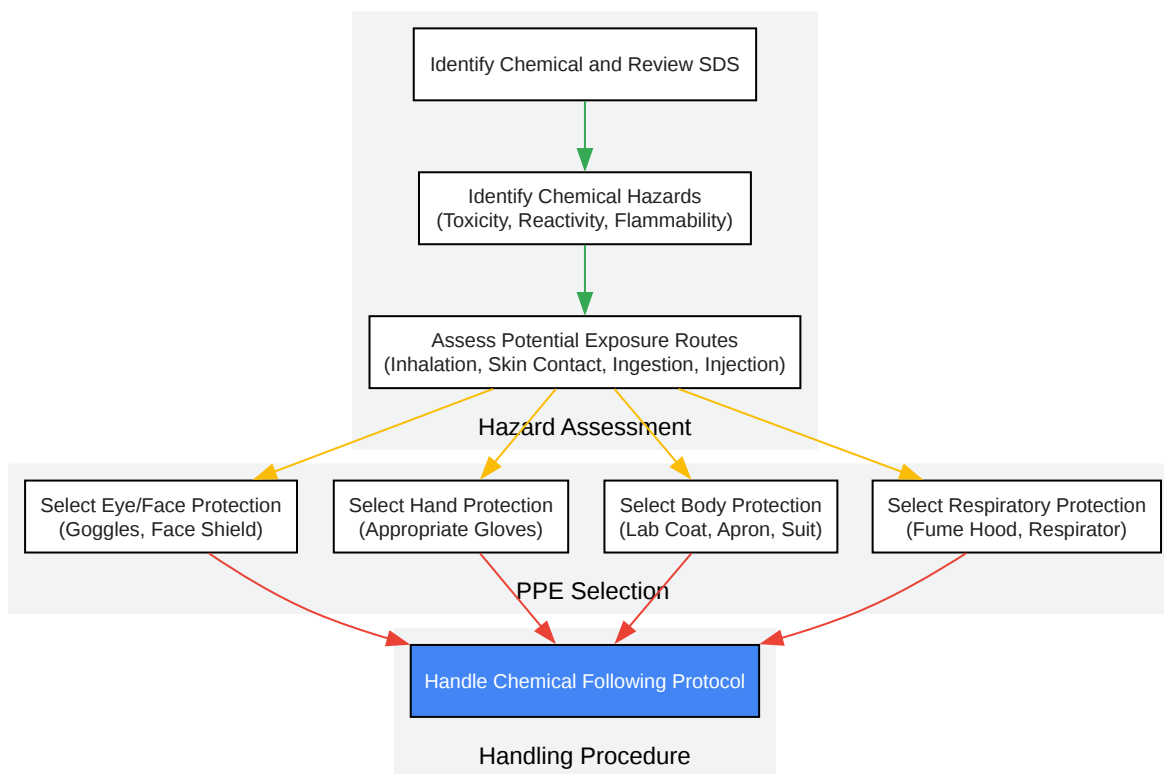 Identify Chemical and Review SDS
Identify Chemical Hazards
(Toxicity, Reactivity, Flammability)
Assess Potential Exposure Routes
(Inhalation, Skin Contact, Ingestion, Injection)
Hazard Assessment
Select Eye/Face Protection
(Goggles, Face Shield)
Select Hand Protection
(Appropriate Gloves)
Select Body Protection
(Lab Coat, Apron, Suit)
Select Respiratory Protection
(Fume Hood, Respirator)
PPE Selection
Handle Chemical Following Protocol
Handling Procedure